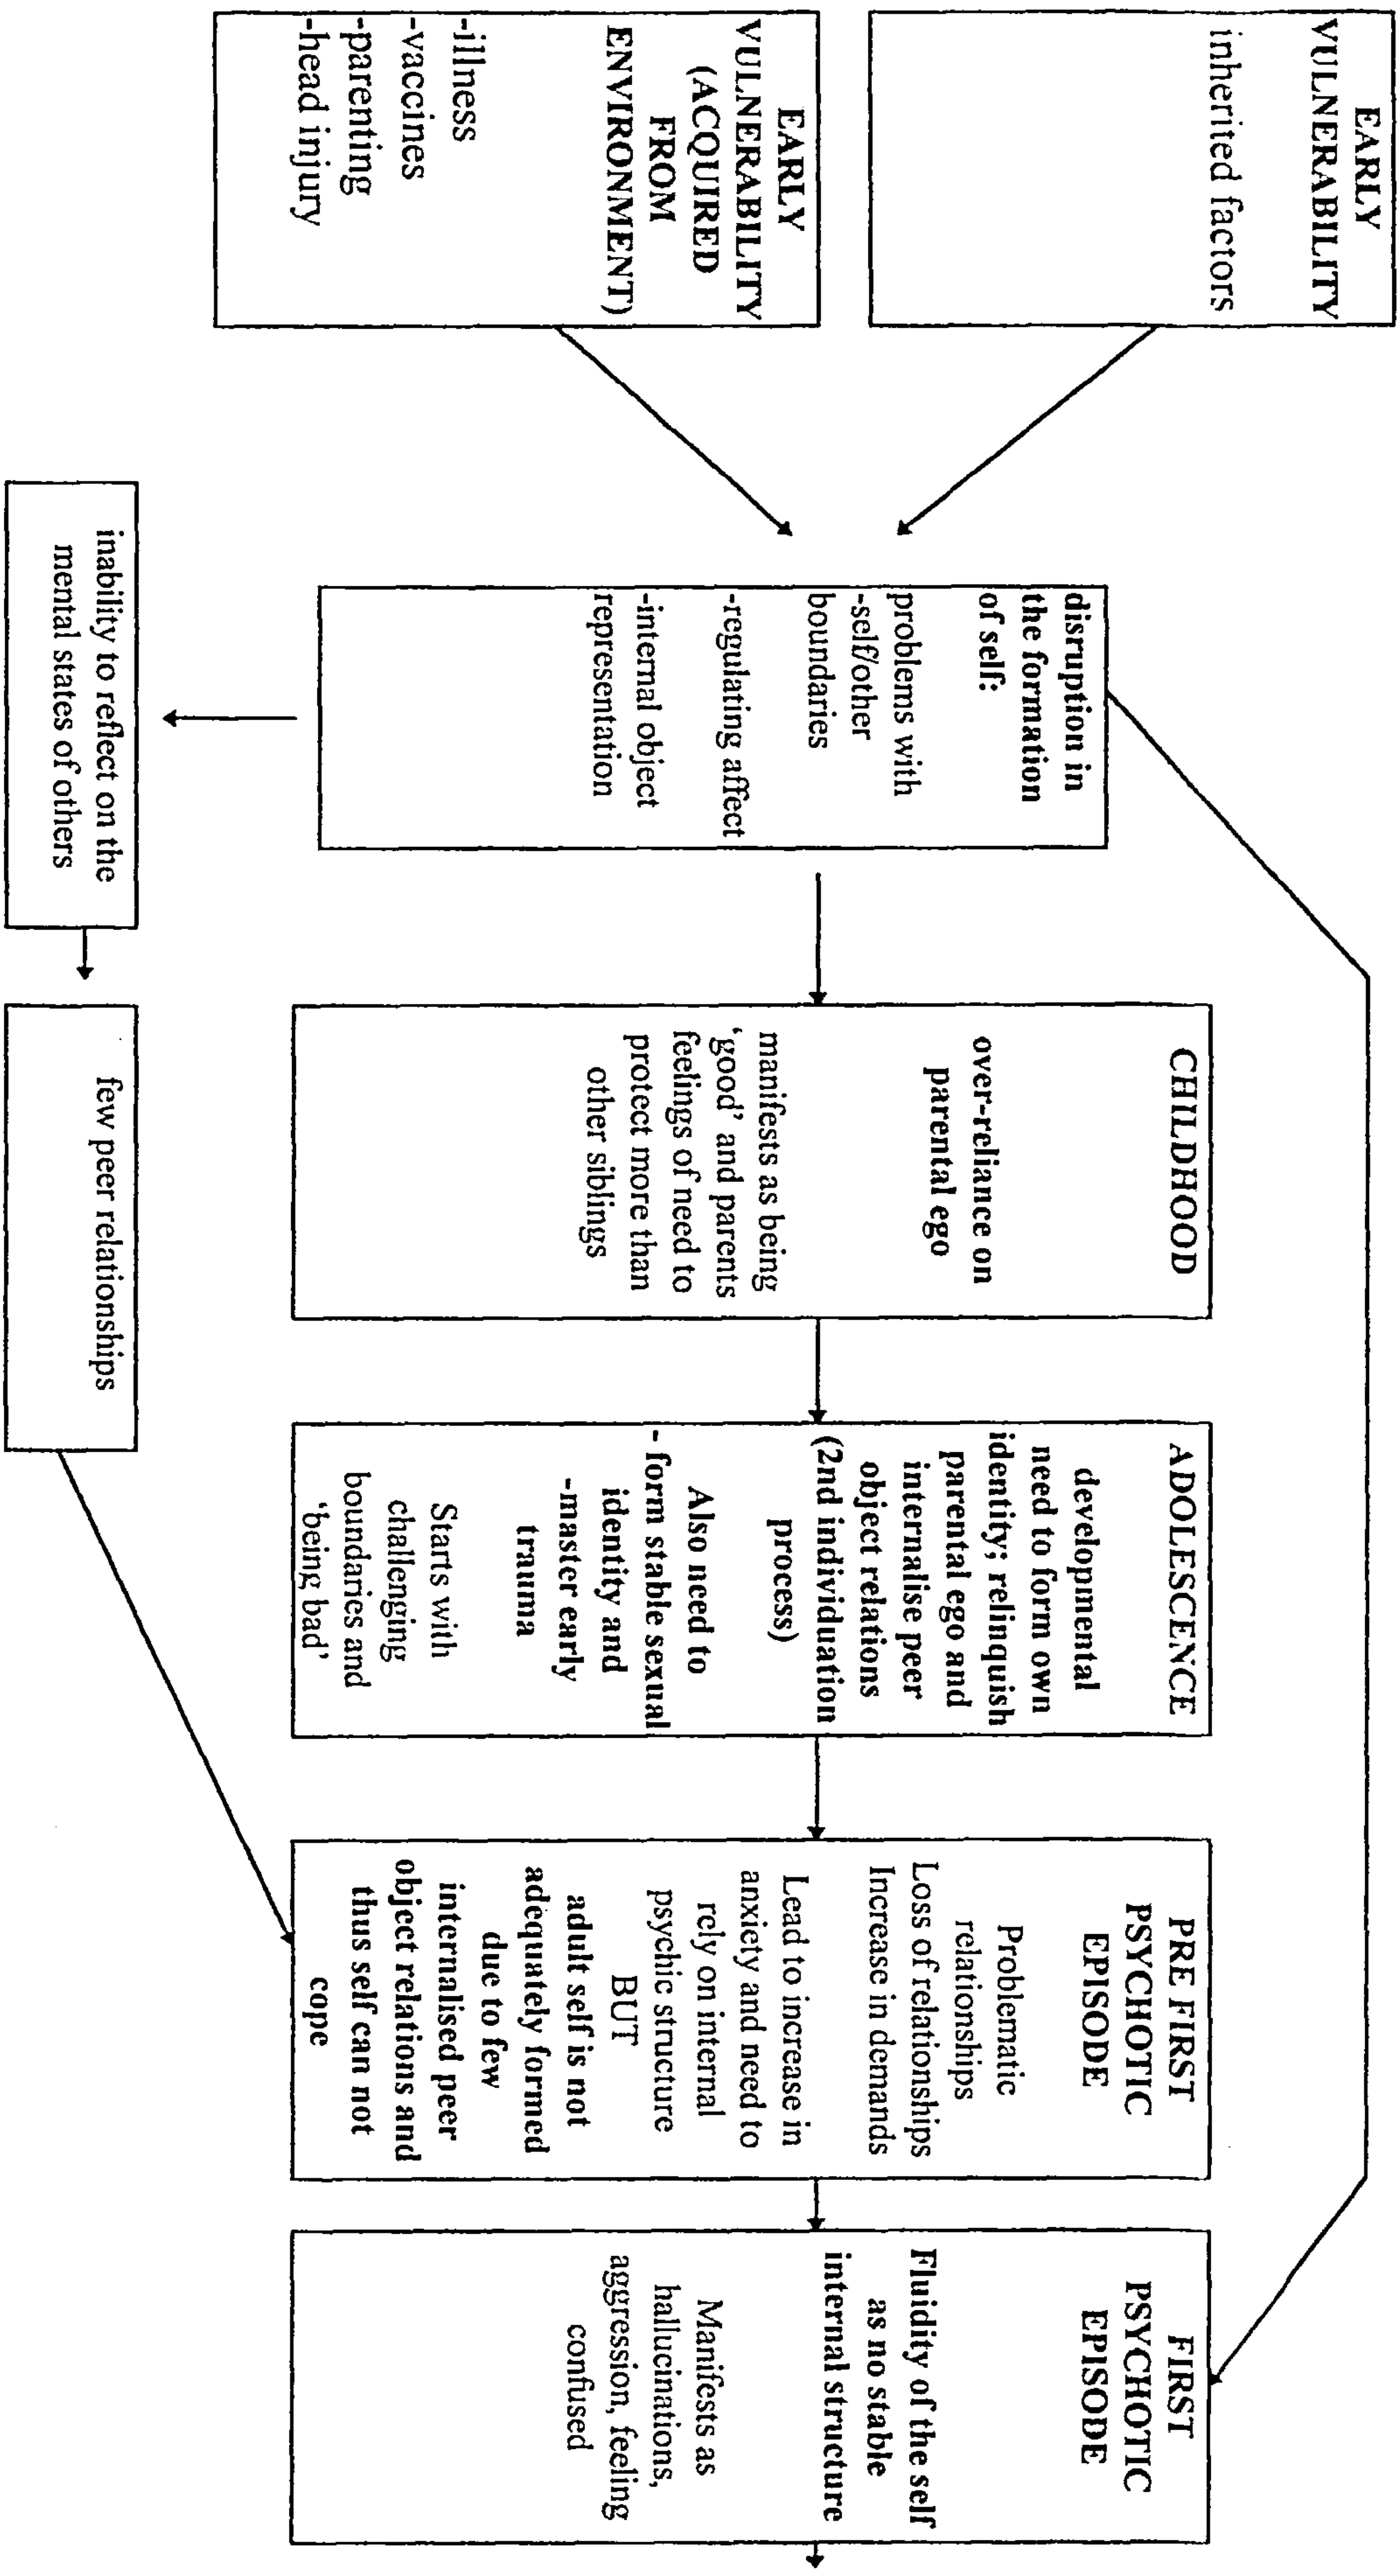 EARLY
VULNERABILITY
inherited factors
EARLY
VULNERABILITY
(ACQUIRED
FROM
ENVIRONMENT)
-illness
-vaccines
-parenting
-head injury
disruption in
the formation
of self:
problems with
-self/other
boundaries
-regulating affect
-internal object
representation
inability to reflect on the
mental states of others
CHILDHOOD
over-reliance on
parental ego
manifests as being
‘good’ and parents
feelings of need to
protect more than
other siblings
few peer relationships
ADOLESCENCE
developmental
need to form own
identity; relinquish
parental ego and
internalise peer
object relations
(2nd individuation
process)
Also need to
- form stable sexual
identity and
-master early
trauma
Starts with
challenging
boundaries and
‘being bad’
PRE FIRST
PSYCHOTIC
EPISODE
Problematic
relationships
Loss of relationships
Increase in demands
Lead to increase in
anxiety and need to
rely on internal
psychic structure
BUT
adult self is not
adequately formed
due to few
internalised peer
object relations and
thus self can not
cope
FIRST
PSYCHOTIC
EPISODE
Fluidity of the self
as no stable
internal structure
Manifests as
hallucinations,
aggression, feeling
confused